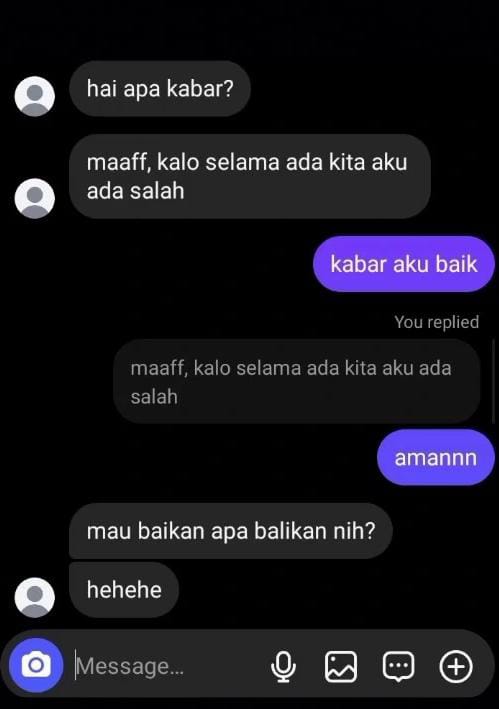 hai apa kabar?
maaff, kalo selama ada kita aku
ada salah
kabar aku baik
You replied
maaff, kalo selama ada kita aku ada
salah
amannn
mau baikan apa balikan nih?
hehehe
Message...